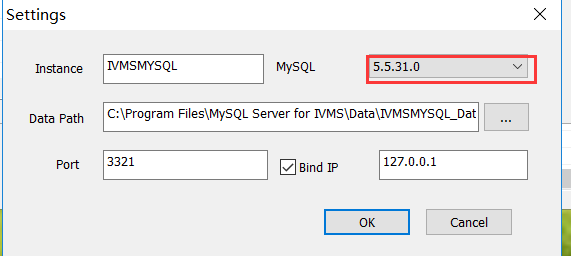 Settings
Instance IVMSMYSQL MySQL 5.5.31.0
Data Path C:\Program Files\MySQL Server for IVMS\Data\IVMSMYSQL_Dat ...
Port 3321 Bind IP 127.0.0.1
OK Cancel